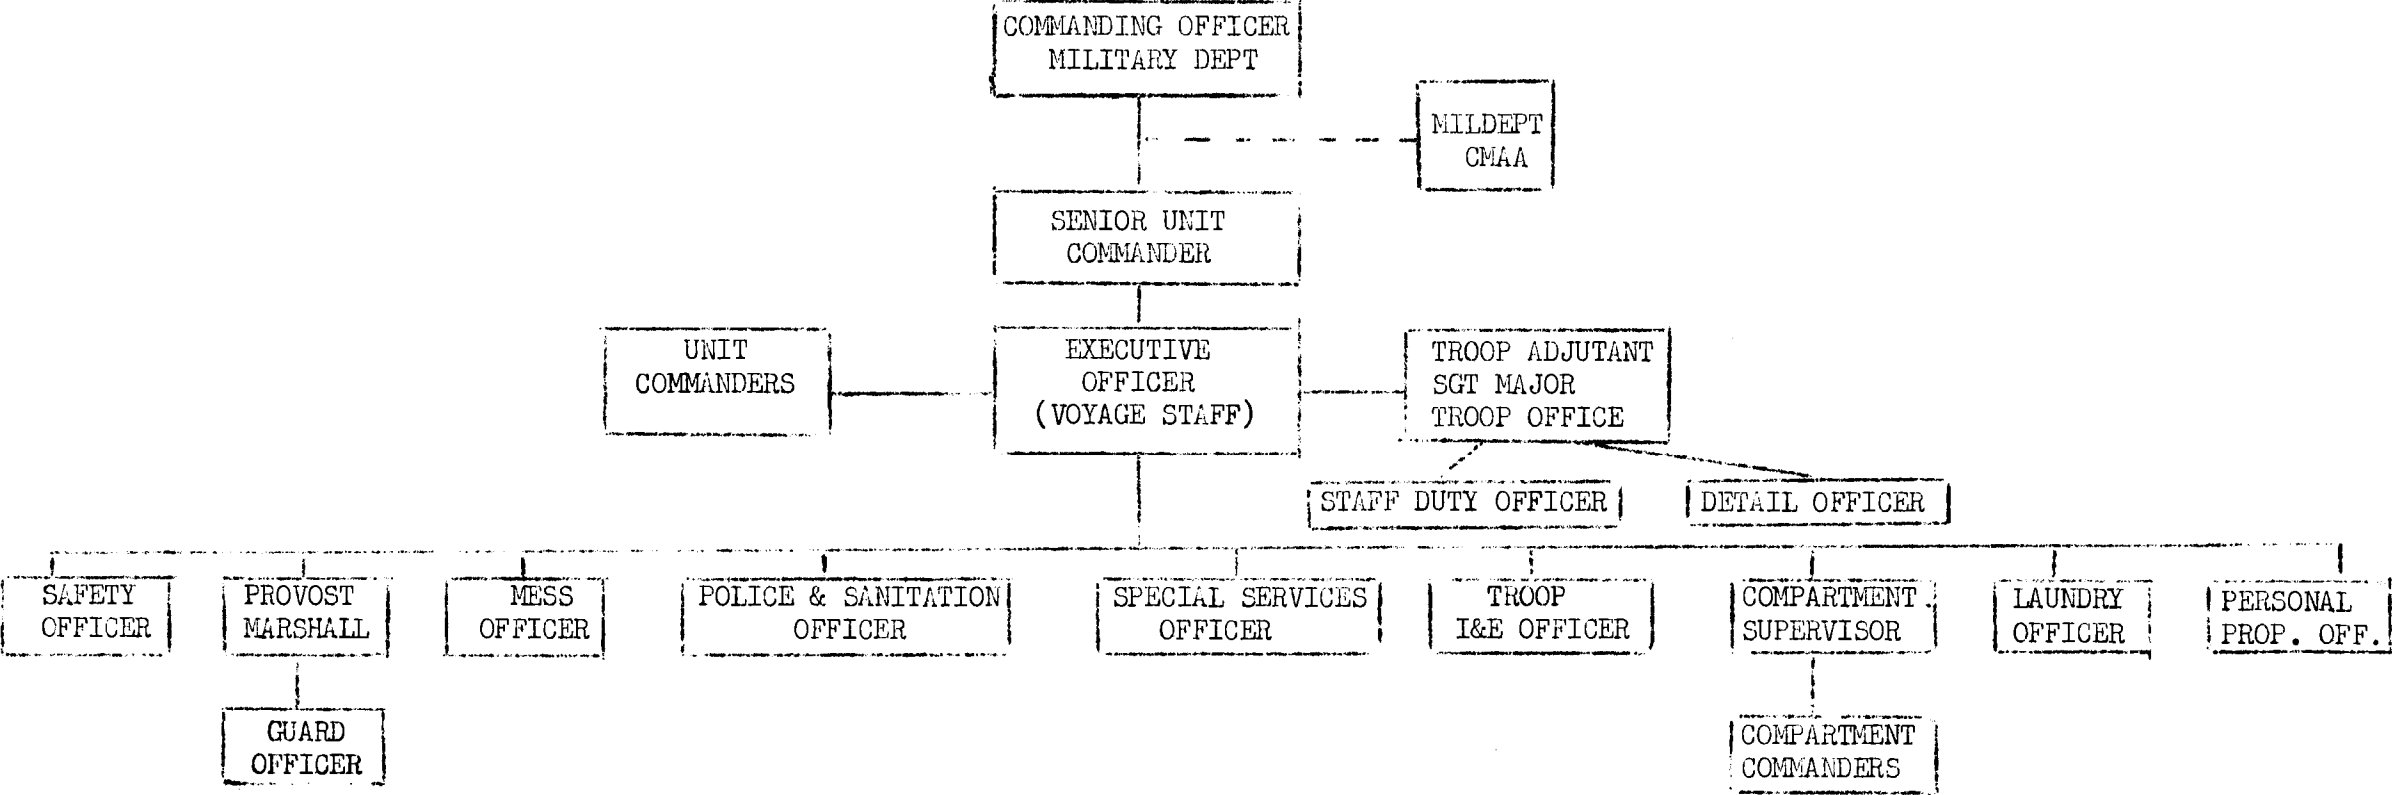 COMMANDING OFFICER
MILITARY DEPT
MILDEPT
CMAA
SENIOR UNIT
COMMANDER
UNIT
COMMANDERS
EXECUTIVE
OFFICER
(VOYAGE STAFF)
TROOP ADJUTANT
SGT MAJOR
TROOP OFFICE
STAFF DUTY OFFICER
DETAIL OFFICER
SAFETY
OFFICER
PROVOST
MARSHALL
MESS
OFFICER
POLICE & SANITATION
OFFICER
SPECIAL SERVICES
OFFICER
TROOP
I&E OFFICER
COMPARTMENT
SUPERVISOR
LAUNDRY
OFFICER
PERSONAL
PROP. OFF.
GUARD
OFFICER
COMPARTMENT
COMMANDERS